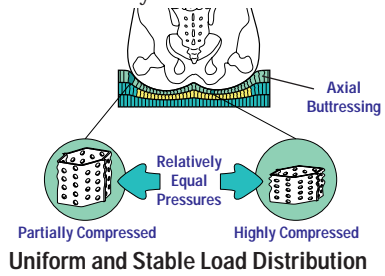 Axial
Buttressing
Relatively
Equal
Pressures
Partially Compressed
Highly Compressed
Uniform and Stable Load Distribution